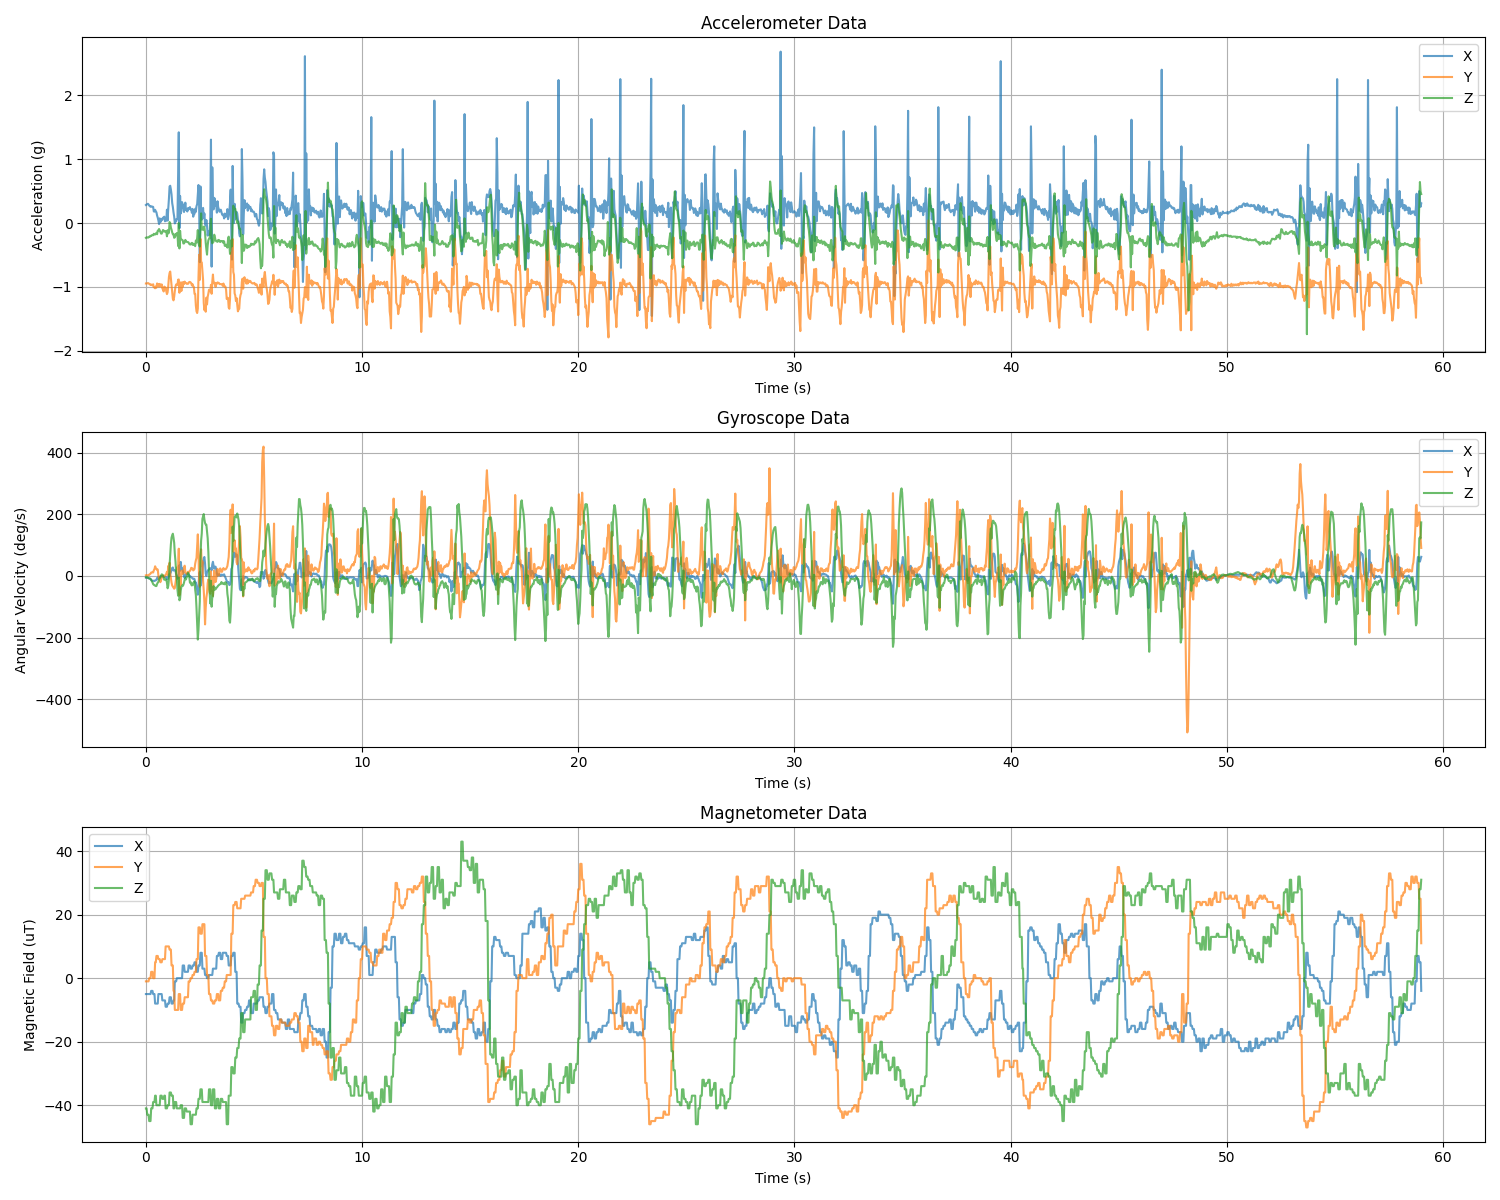 Accelerometer Data
2
1
0
−1
−2
Acceleration (g)
X
Y
Z
0
10
20
30
40
50
60
Time (s)
Gyroscope Data
400
200
0
−200
−400
Angular Velocity (deg/s)
X
Y
Z
0
10
20
30
40
50
60
Time (s)
Magnetometer Data
40
20
0
−20
−40
Magnetic Field (uT)
X
Y
Z
0
10
20
30
40
50
60
Time (s)